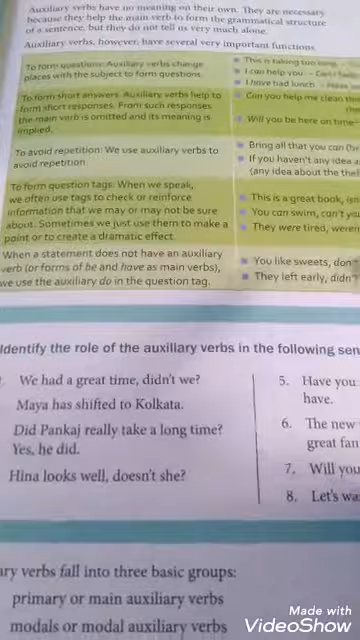 Auxiliary verbs have no meaning on their own. They are necessary
because they help the main verb to form the grammatical structure
of a sentence, but they do not tell us very much alone.
Auxiliary verbs, however, have several very important functions.
To form questions: Auxiliary verbs change
places with the subject to form questions.
This is taking too long. –
I can help you. – Can I
I have had lunch –
To form short answers. Auxiliary verbs help to
form short responses. From such responses
the main verb is omitted and its meaning is
implied.
Can you help me clean the
Will you be here on time–
To avoid repetition: We use auxiliary verbs to
avoid repetition.
Bring all that you can
If you haven't any idea a
(any idea about the
To form question tags: When we speak,
we often use tags to check or reinforce
information that we may or may not be sure
about. Sometimes we just use them to make a
point or to create a dramatic effect.
This is a great book,
You can swim, can't
They were tired,
When a statement does not have an auxiliary
verb (or forms of be and have as main verbs),
we use the auxiliary do in the question tag.
You like sweets, don't
They left early, didn'
Identify the role of the auxiliary verbs in the following sen
We had a great time, didn't we?
Maya has shifted to Kolkata.
Did Pankaj really take a long time?
Yes, he did.
Hina looks well, doesn't she?
5. Have you
have.
6. The new
great fan
7. Will you
8. Let's wa
ary verbs fall into three basic groups:
primary or main auxiliary verbs
modals or modal auxiliary verbs
Made with
VideoShow